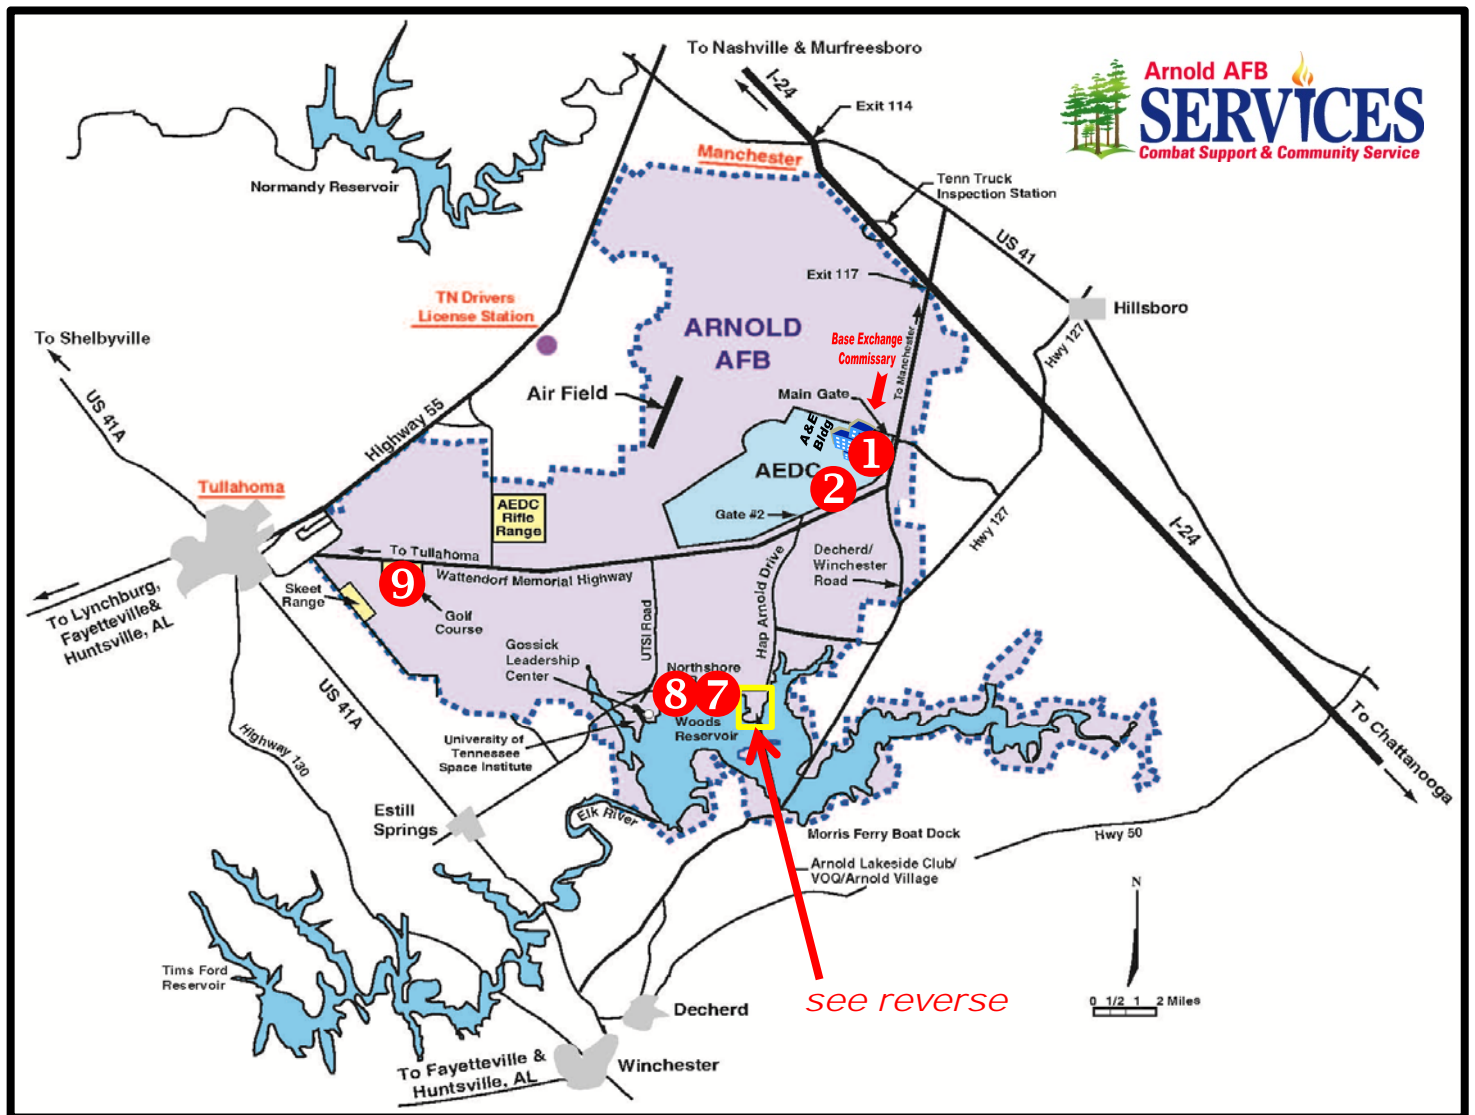 To Nashville & Murfreesboro
I-24
Exit 114
Arnold AFB
SERVICES
Combat Support & Community Service
Manchester
Normandy Reservoir
Tenn Truck
Inspection Station
US 41
Exit 117
Hillsboro
TN Drivers
License Station
ARNOLD
AFB
To Shelbyville
Base Exchange
Commissary
To Manchester
Hwy 127
US 41A
Air Field
Main Gate
Highway 55
A&E
Bldg
1
AEDC
2
Tullahoma
AEDC
Rifle
Range
Gate #2
Hwy 127
I-24
To Tullahoma
Wattendorf Memorial Highway
Decherd/
Winchester
Road
9
Skeet
Range
Golf
Course
To Lynchburg,
Fayetteville&
Huntsville, AL
UTSI Road
Hap Arnold Drive
Gossick
Leadership
Center
Northshore
8
7
Woods
Reservoir
US 41A
Highway 130
University of
Tennessee
Space Institute
To Chattanooga
Estill
Springs
Elk River
Morris Ferry Boat Dock
Hwy 50
Arnold Lakeside Club/
VOQ/Arnold Village
N
Tims Ford
Reservoir
see reverse
0 1/2 1 2 Miles
Decherd
Winchester
To Fayetteville &
Huntsville, AL